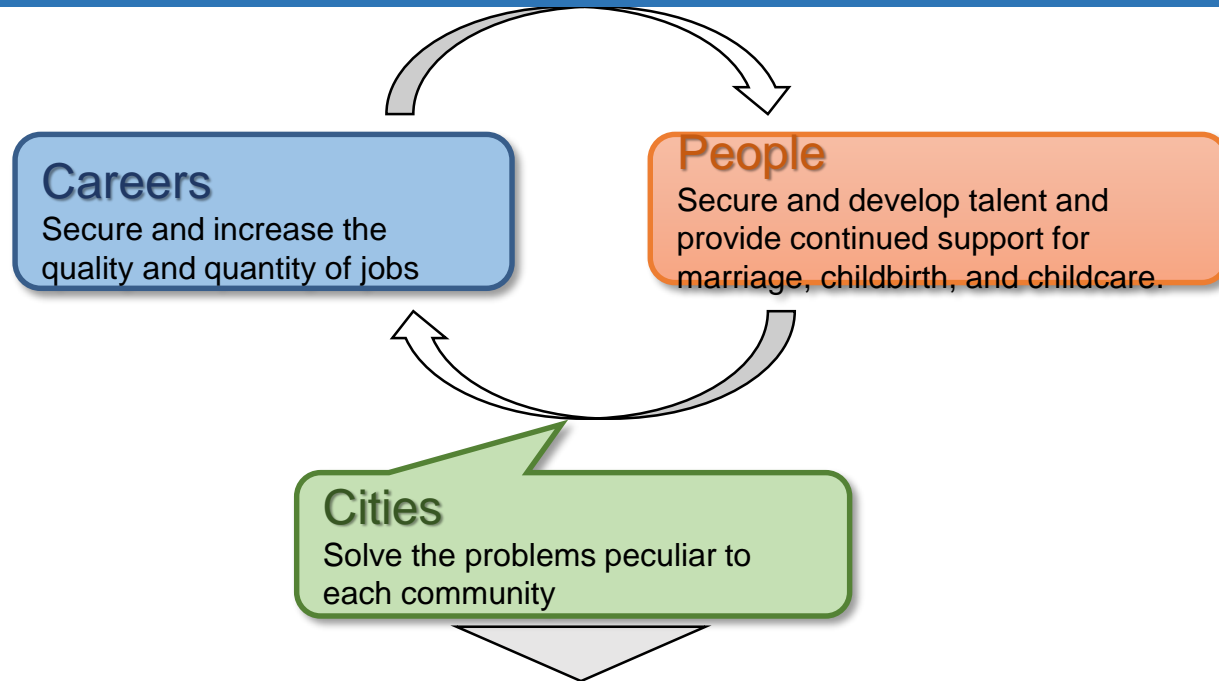 Careers
Secure and increase the
quality and quantity of jobs
People
Secure and develop talent and
provide continued support for
marriage, childbirth, and childcare.
Cities
Solve the problems peculiar to
each community